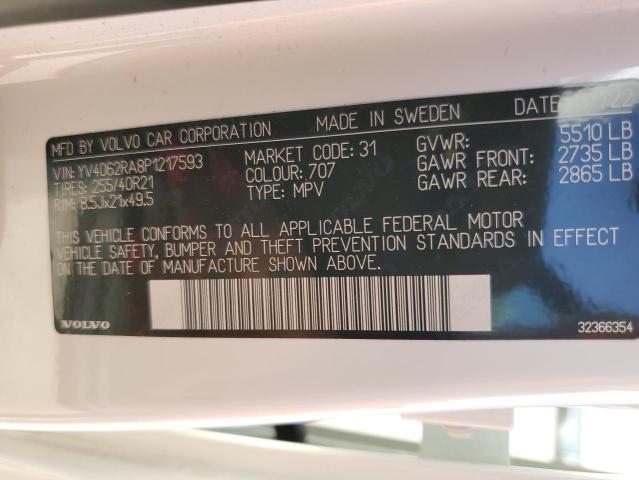 MFD BY VOLVO CAR CORPORATION MADE IN SWEDEN DATE
VIN: YV4062RA8P1217593 MARKET CODE: 31 GVWR: 5510 LB
TIRES: 255/40R21 COLOUR: 707 GAWR FRONT: 2735 LB
RIM: 8.5Jx21x49.5 TYPE: MPV GAWR REAR: 2865 LB
THIS VEHICLE CONFORMS TO ALL APPLICABLE FEDERAL MOTOR
VEHICLE SAFETY, BUMPER AND THEFT PREVENTION STANDARDS IN EFFECT
ON THE DATE OF MANUFACTURE SHOWN ABOVE.
VOLVO 32366354